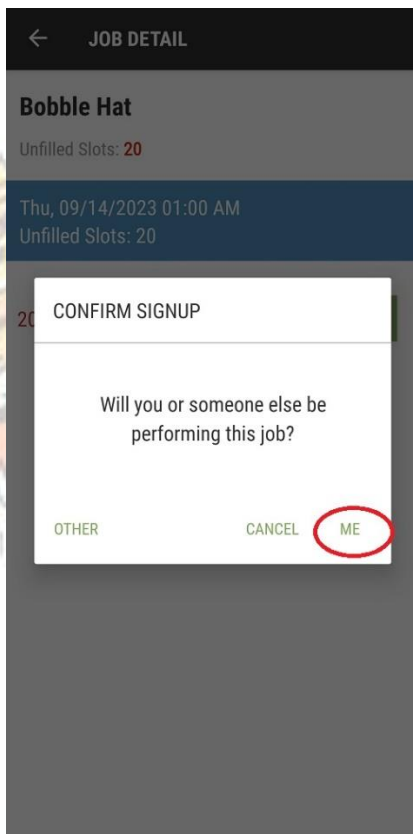 JOB DETAIL
Bobble Hat
Unfilled Slots: 20
Thu, 09/14/2023 01:00 AM
Unfilled Slots: 20
20
CONFIRM SIGNUP
Will you or someone else be
performing this job?
OTHER CANCEL ME